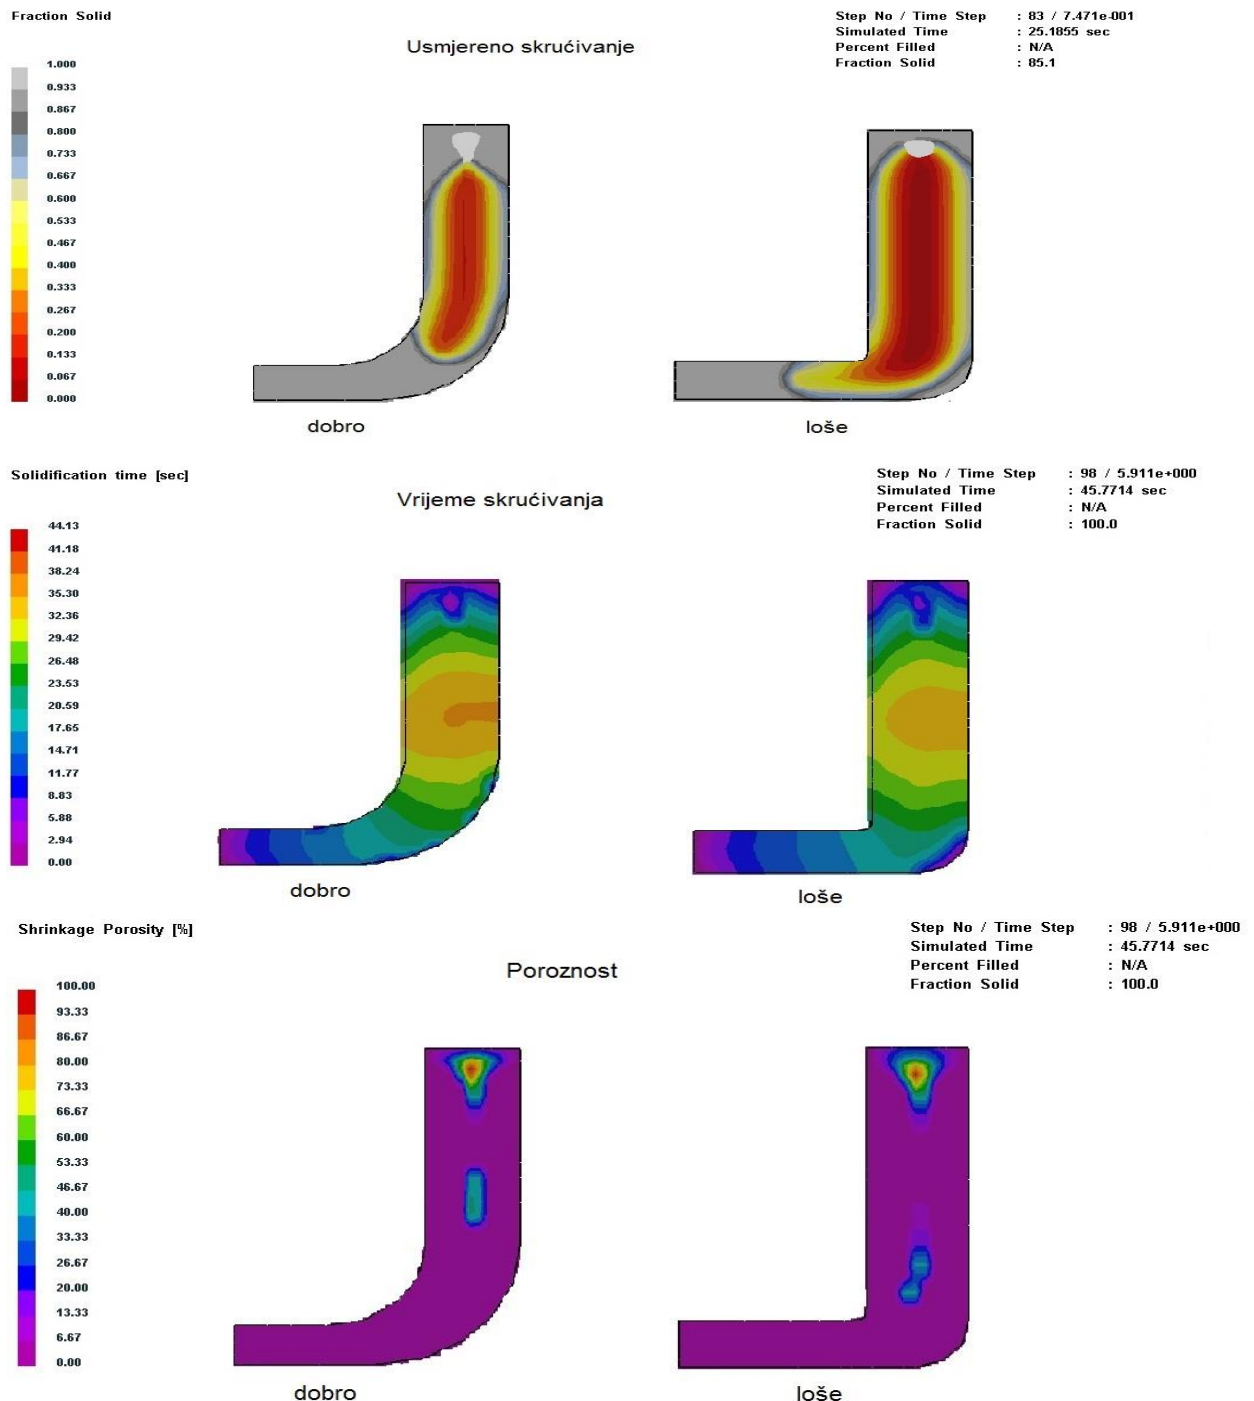 Fraction Solid
Step No / Time Step : 83 / 7.471e-001
Simulated Time : 25.1855 sec
Percent Filled : N/A
Fraction Solid : 85.1
Usmjereno skrućivanje
1.000
0.933
0.867
0.800
0.733
0.667
0.600
0.533
0.467
0.400
0.333
0.267
0.200
0.133
0.067
0.000
dobro
loše
Solidification time [sec]
Step No / Time Step : 98 / 5.911e+000
Simulated Time : 45.7714 sec
Percent Filled : N/A
Fraction Solid : 100.0
Vrijeme skrućivanja
44.13
41.18
38.24
35.30
32.36
29.42
26.48
23.53
20.59
17.65
14.71
11.77
8.83
5.88
2.94
0.00
dobro
loše
Shrinkage Porosity [%]
Step No / Time Step : 98 / 5.911e+000
Simulated Time : 45.7714 sec
Percent Filled : N/A
Fraction Solid : 100.0
Poroznost
100.00
93.33
86.67
80.00
73.33
66.67
60.00
53.33
46.67
40.00
33.33
26.67
20.00
13.33
6.67
0.00
dobro
loše